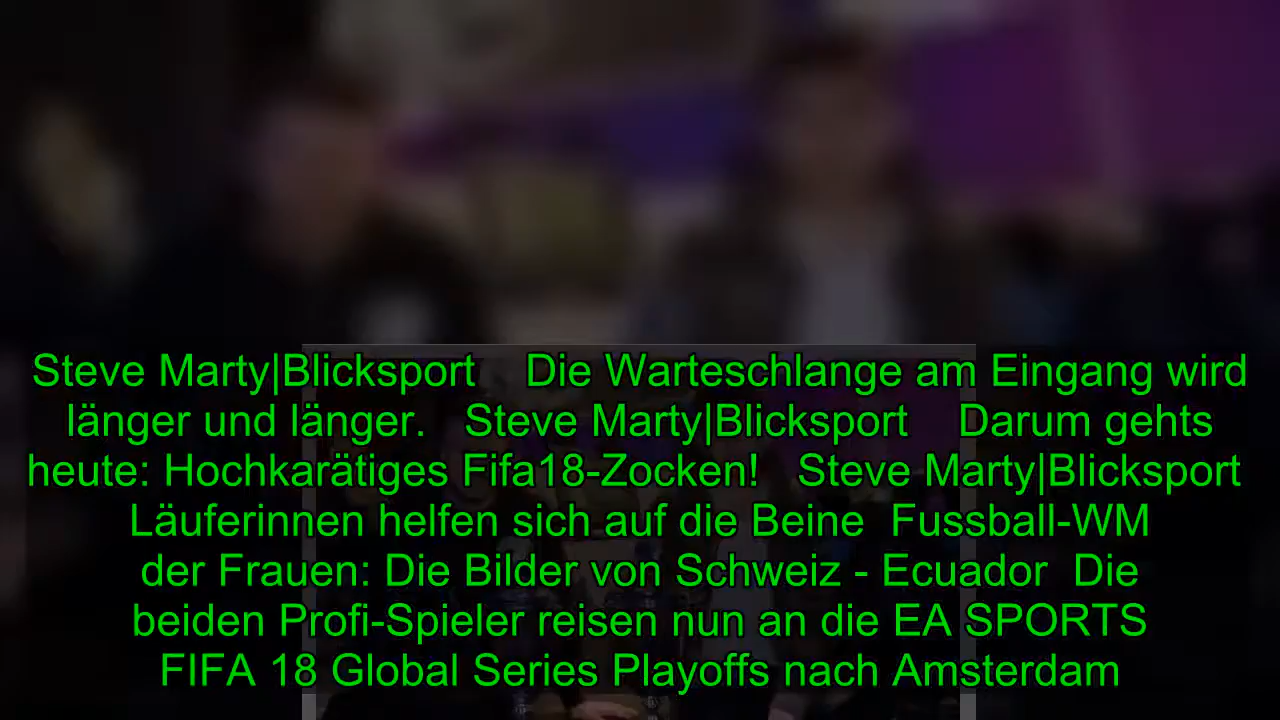 Steve Marty|Blicksport    Die Warteschlange am Eingang wird
länger und länger.   Steve Marty|Blicksport    Darum gehts
heute: Hochkarätiges Fifa18-Zocken!   Steve Marty|Blicksport
Läuferinnen helfen sich auf die Beine  Fussball-WM
der Frauen: Die Bilder von Schweiz - Ecuador  Die
beiden Profi-Spieler reisen nun an die EA SPORTS
FIFA 18 Global Series Playoffs nach Amsterdam